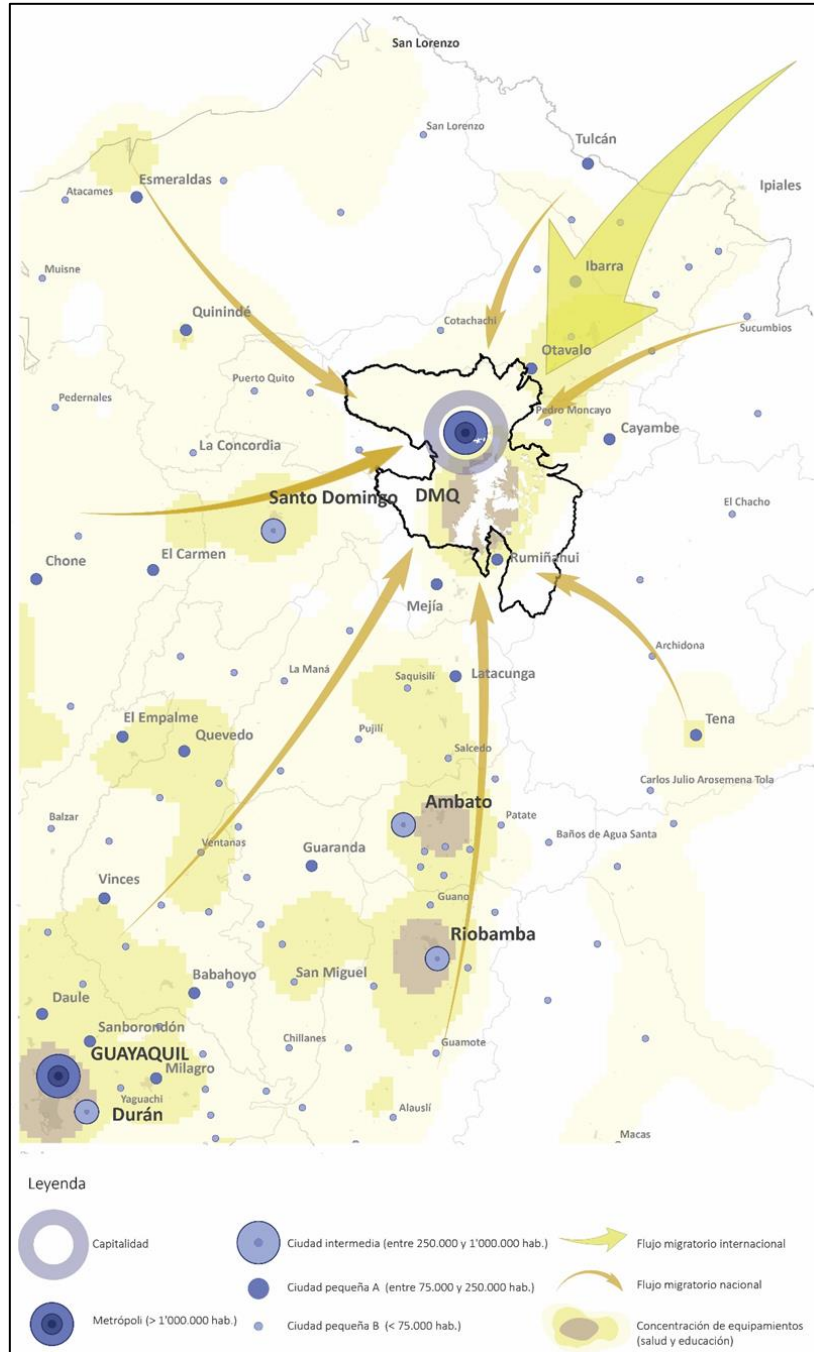 San Lorenzo
San Lorenzo
Tulcán
Esmeraldas
Ipiales
Atacames
Muisne
Ibarra
Quinindé
Cotachachi
Sucumbios
Otavalo
Puerto Quito
Pedernales
Pedro Moncayo
Cayambe
La Concordia
Santo Domingo
DMQ
El Chacho
Chone
El Carmen
Rumiñanui
Mejía
Archidona
La Maná
Saquisilí
Latacunga
El Empalme
Quevedo
Pujilí
Tena
Salcedo
Carlos Julio Arosemena Tola
Ambato
Balzar
Patate
Baños de Agua Santa
Ventanas
Guaranda
Vinces
Guano
Riobamba
Babahoyo
San Miguel
Daule
Sanborondón
Chillanes
Guamote
GUAYAQUIL
Milagro
Yaguachi
Durán
Alauslí
Macas
Leyenda
Capitalidad
Metrópoli (> 1'000.000 hab.)
Ciudad intermedia (entre 250.000 y 1'000.000 hab.)
Ciudad pequeña A (entre 75.000 y 250.000 hab.)
Ciudad pequeña B (< 75.000 hab.)
Flujo migratorio internacional
Flujo migratorio nacional
Concentración de equipamientos
(salud y educación)